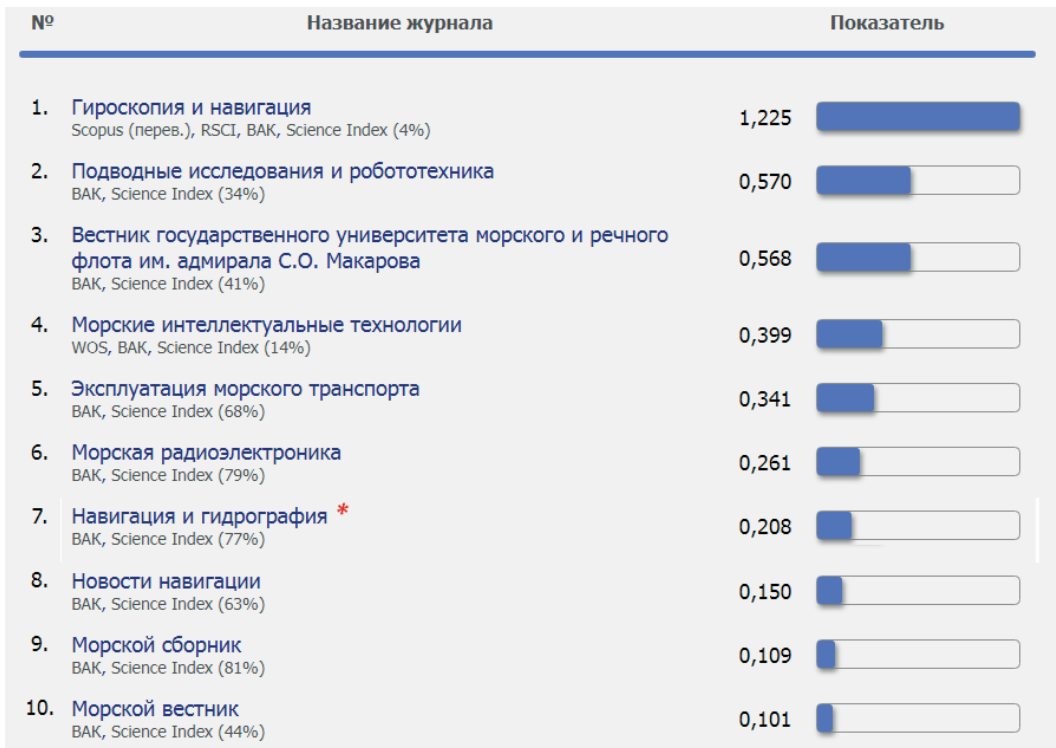 № Название журнала Показатель
1. Гироскопия и навигация 1,225
Scopus (перев.), RSCI, ВАК, Science Index (4%)
2. Подводные исследования и робототехника 0,570
ВАК, Science Index (34%)
3. Вестник государственного университета морского и речного
флота им. адмирала С.О. Макарова 0,568
ВАК, Science Index (41%)
4. Морские интеллектуальные технологии 0,399
WOS, ВАК, Science Index (14%)
5. Эксплуатация морского транспорта 0,341
ВАК, Science Index (68%)
6. Морская радиоэлектроника 0,261
ВАК, Science Index (79%)
7. Навигация и гидрография * 0,208
ВАК, Science Index (77%)
8. Новости навигации 0,150
ВАК, Science Index (63%)
9. Морской сборник 0,109
ВАК, Science Index (81%)
10. Морской вестник 0,101
ВАК, Science Index (44%)